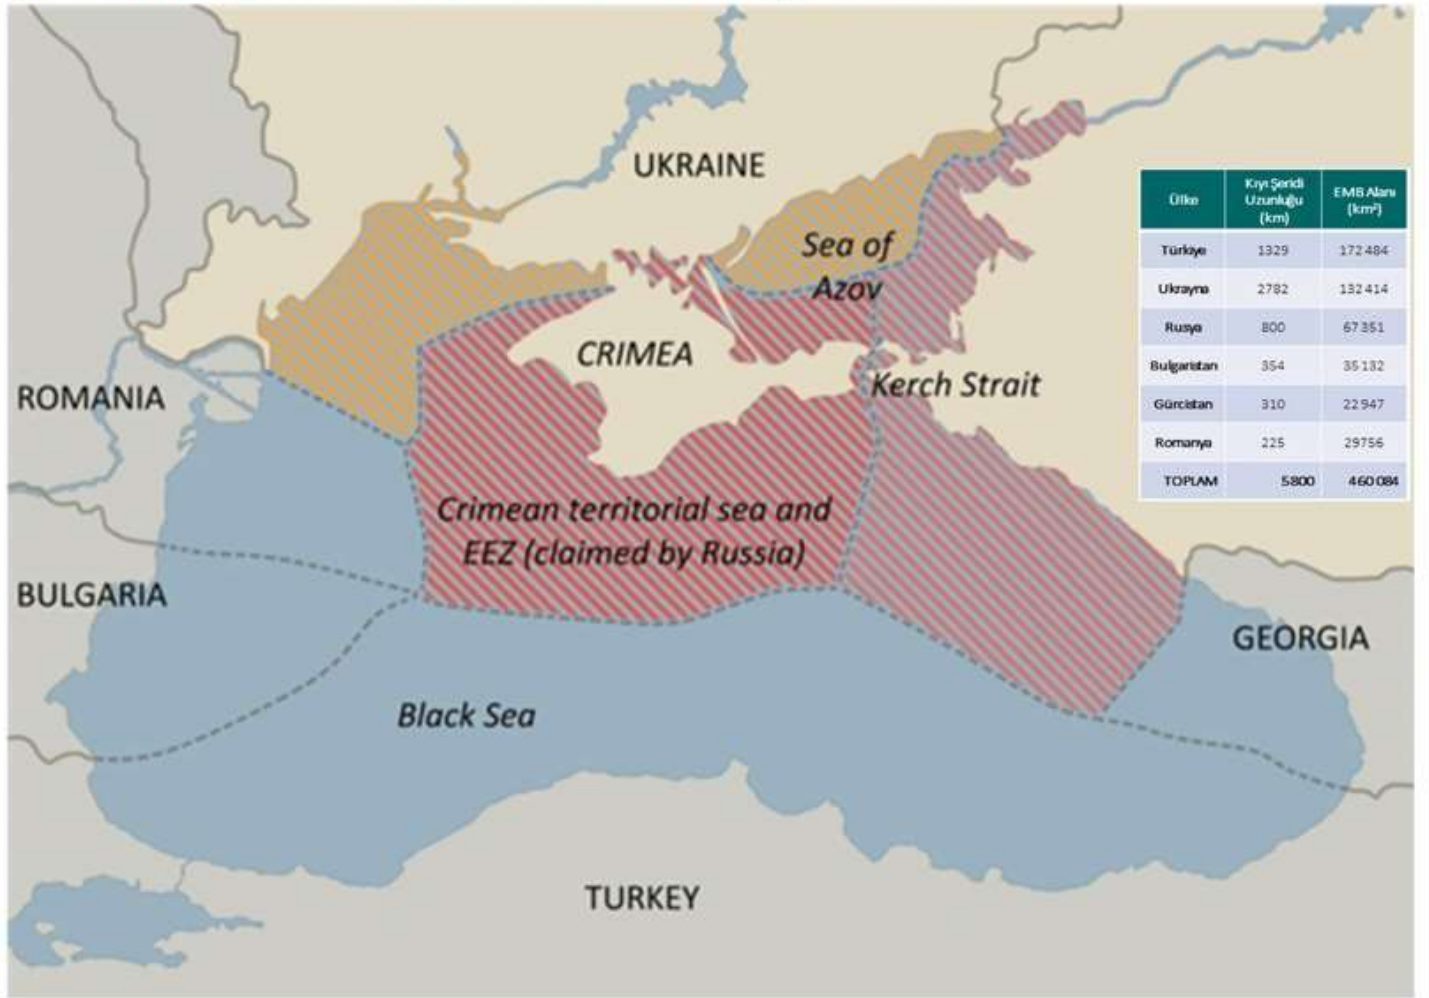 UKRAINE
Sea of
Azov
CRIMEA
Kerch Strait
ROMANIA
Crimean territorial sea and
EEZ (claimed by Russia)
BULGARIA
GEORGIA
Black Sea
TURKEY
Ülke Kıyı Şeridi Uzunluğu (km) EMB Alanı (km²)
Türkiye 1329 172 484
Ukrayna 2782 132 414
Rusya 800 67 351
Bulgaristan 354 35 132
Gürcistan 310 22 947
Romanya 225 29756
TOPLAM 5800 460 084